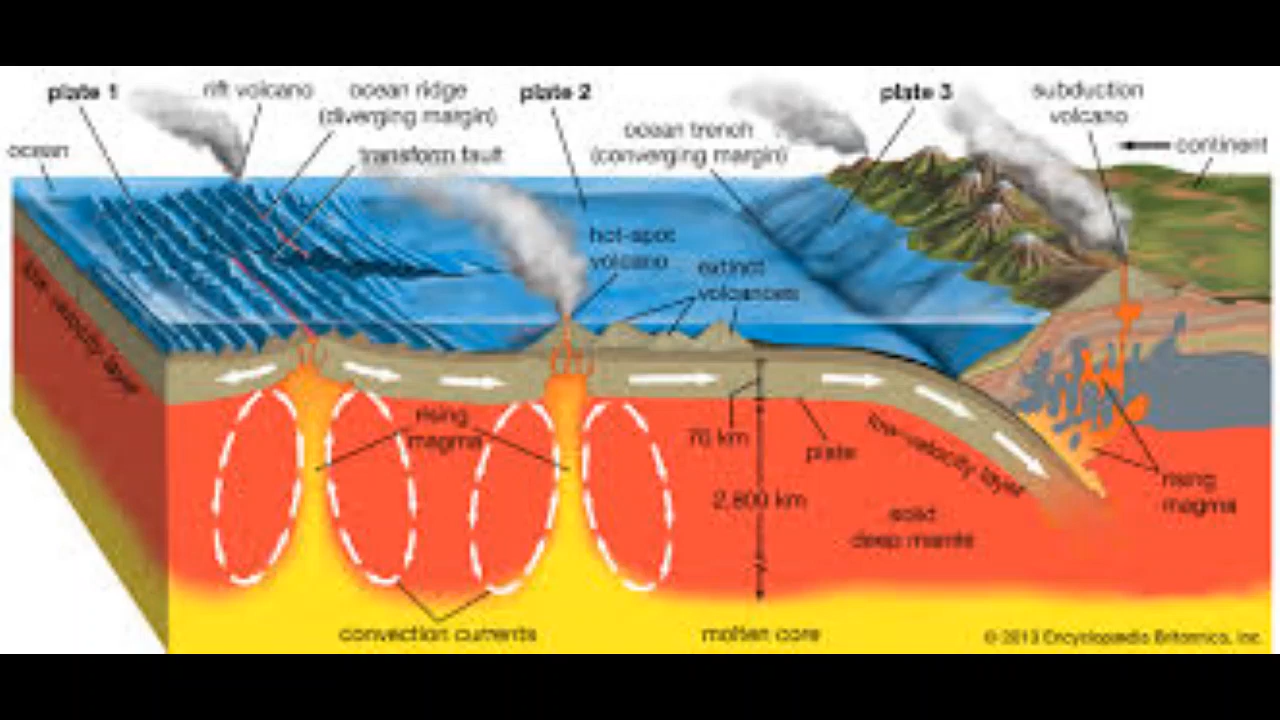 plate 1
rift volcano
ocean ridge
(diverging margin)
plate 2
plate 3
subduction
volcano
ocean trench
(converging margin)
continent
ocean
transform fault
hot-spot
volcano
extinct
volcanoes
low-velocity layer
rising
magma
70 km
plate
low-velocity layer
rising
magma
2,800 km
solid
deep mantle
convection currents
molten core
© 2013 Encyclopædia Britannica, Inc.